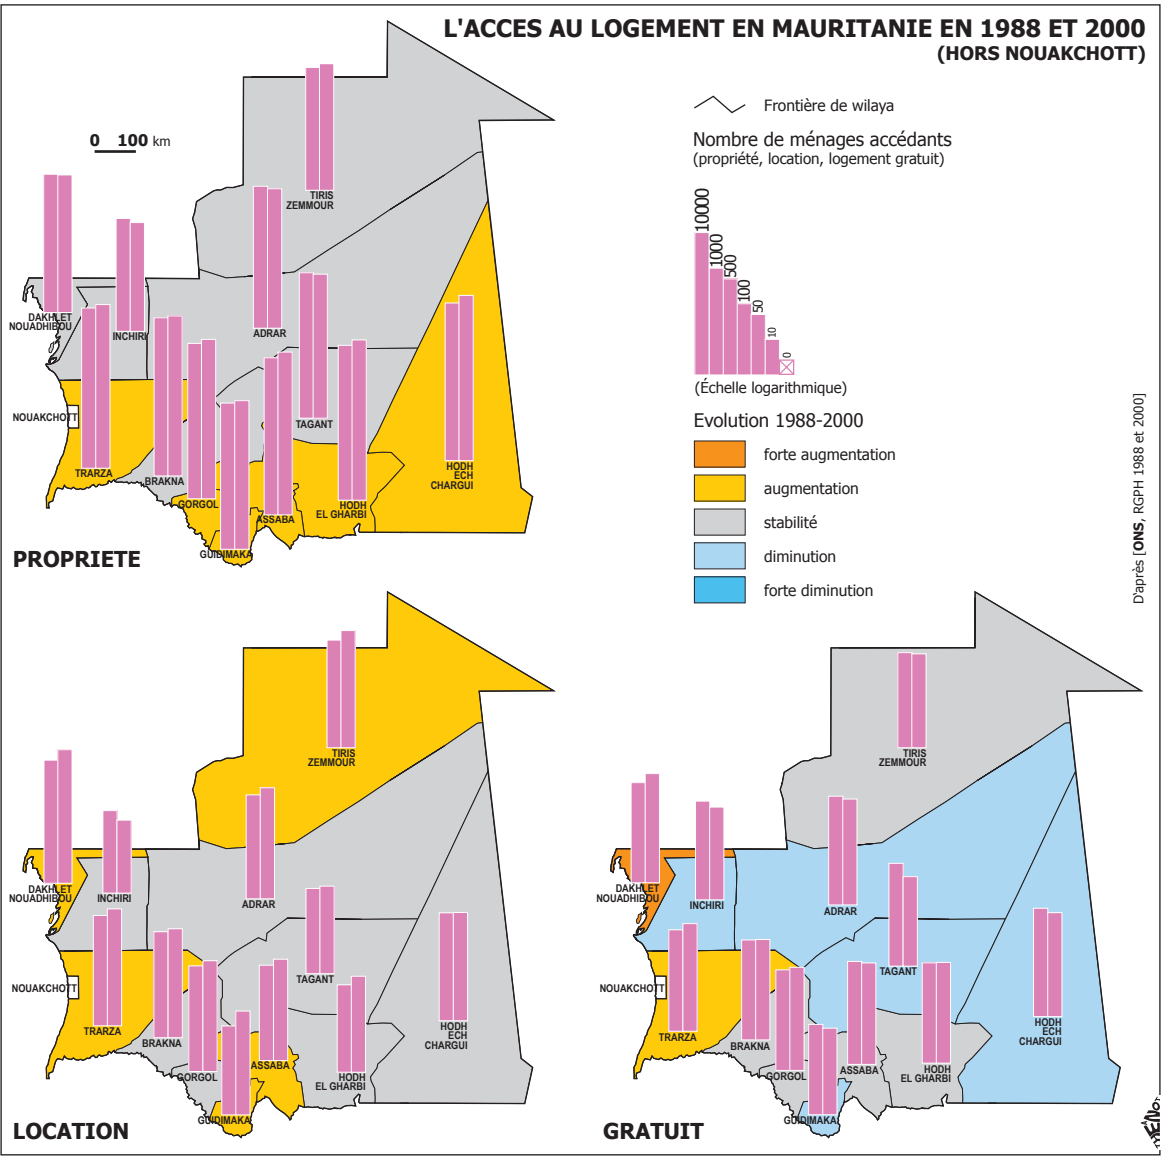 L'ACCES AU LOGEMENT EN MAURITANIE EN 1988 ET 2000
(HORS NOUAKCHOTT)
Frontière de wilaya
0 100 km
Nombre de ménages accédants
(propriété, location, logement gratuit)
10000
1000
500
100
50
10
0
(Échelle logarithmique)
Evolution 1988-2000
forte augmentation
augmentation
stabilité
diminution
forte diminution
D'après [ONS, RGPH 1988 et 2000]
TIRIS
ZEMMOUR
DAKHLET
NOUADHIBOU
INCHIRI
ADRAR
NOUAKCHOTT
TAGANT
TRARZA
BRAKNA
GORGOL
ASSABA
HODH
EL GHARBI
HODH
ECH
CHARGUI
GUIDIMAKA
PROPRIETE
TIRIS
ZEMMOUR
DAKHLET
NOUADHIBOU
INCHIRI
ADRAR
NOUAKCHOTT
TAGANT
TRARZA
BRAKNA
GORGOL
ASSABA
HODH
EL GHARBI
HODH
ECH
CHARGUI
GUIDIMAKA
LOCATION
TIRIS
ZEMMOUR
DAKHLET
NOUADHIBOU
INCHIRI
ADRAR
NOUAKCHOTT
TAGANT
TRARZA
BRAKNA
GORGOL
ASSABA
HODH
EL GHARBI
HODH
ECH
CHARGUI
GUIDIMAKA
GRATUIT